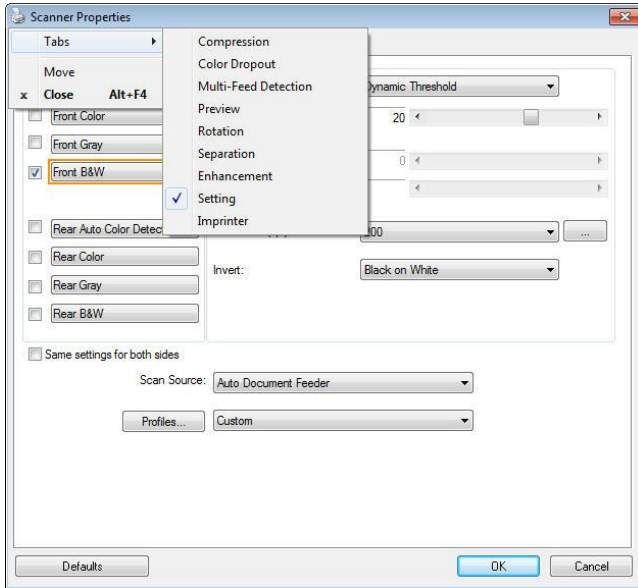 Scanner Properties
Tabs
Move
x Close Alt+F4
Compression
Color Dropout
Multi-Feed Detection
Preview
Rotation
Separation
Enhancement
Setting
Imprinter
Dynamic Threshold
Front Color
20
Front Gray
0
Front B&W
Rear Auto Color Detect
200
...
Rear Color
Invert:
Black on White
Rear Gray
Rear B&W
Same settings for both sides
Scan Source:
Auto Document Feeder
Profiles...
Custom
Defaults
OK
Cancel